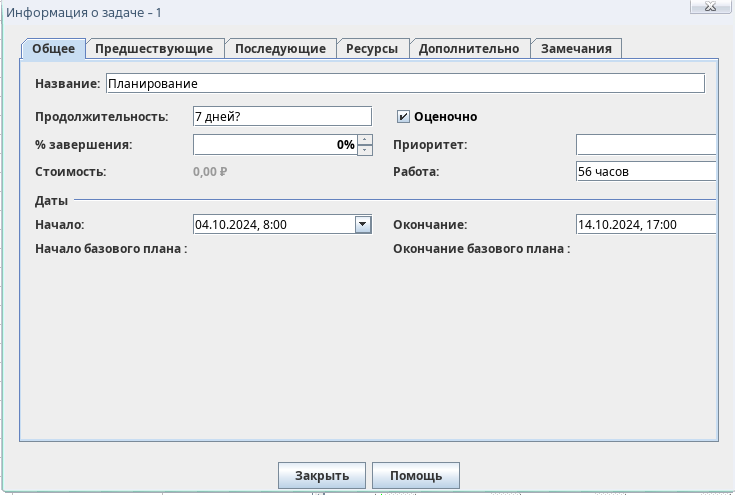 Информация о задаче - 1
Общее Предшествующие Последующие Ресурсы Дополнительно Замечания
Название: Планирование
Продолжительность: 7 дней? Оценочно
% завершения: 0% Приоритет:
Стоимость: 0,00 ₽ Работа: 56 часов
Даты
Начало: 04.10.2024, 8:00 Окончание: 14.10.2024, 17:00
Начало базового плана : Окончание базового плана :
Закрыть Помощь